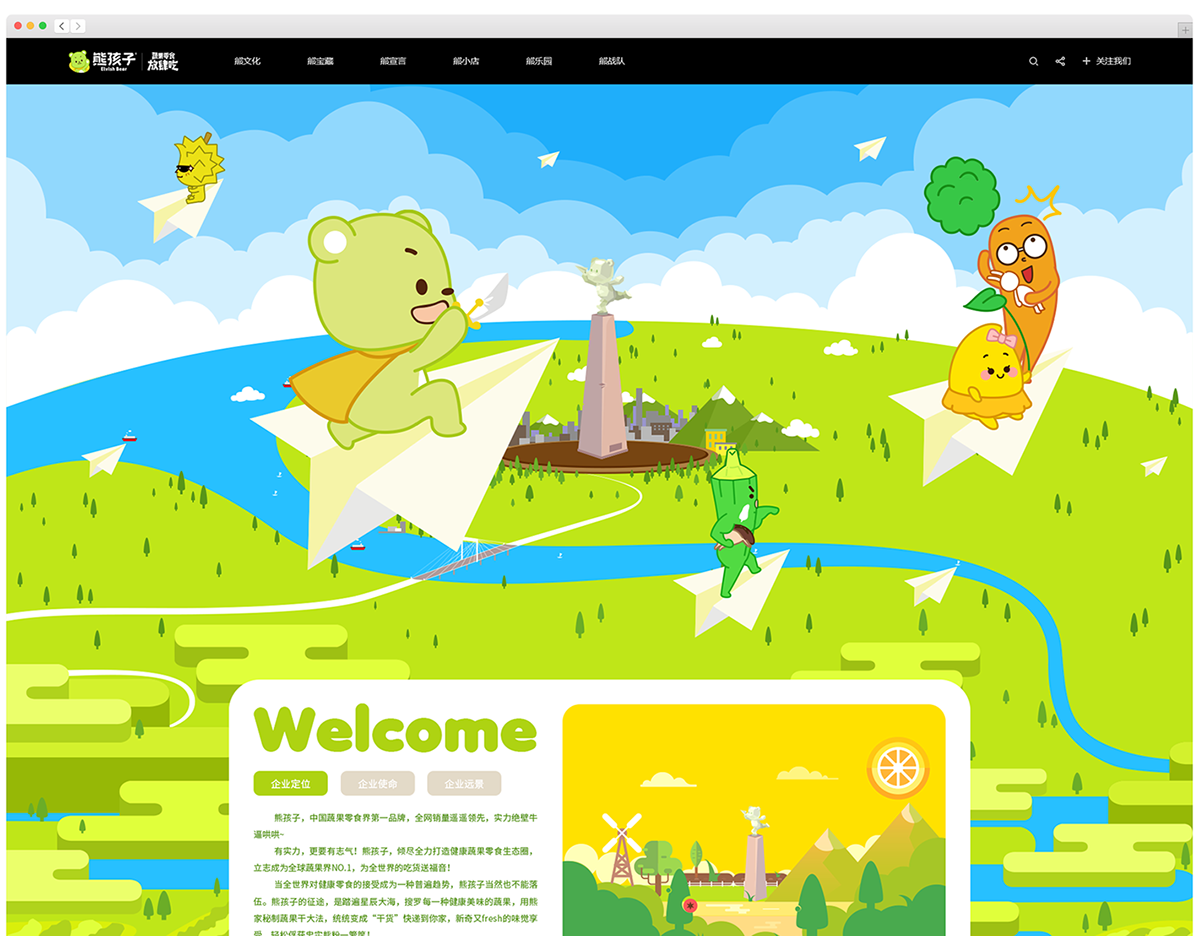 熊孩子
Elvish Bear
蔬果零食
放肆吃
熊文化
熊宝藏
熊宣言
熊小店
熊乐园
熊战队
关注我们
Welcome
企业定位
企业使命
企业远景
熊孩子，中国蔬果零食界第一品牌，全网销量遥遥领先，实力绝壁牛
逼哄哄~
有实力，更要有志气！熊孩子，倾尽全力打造健康蔬果零食生态圈，
立志成为全球蔬果界NO.1，为全世界的吃货送福音！
当全世界对健康零食的接受成为一种普遍趋势，熊孩子当然也不能落
伍。熊孩子的征途，是踏遍星辰大海，搜罗每一种健康美味的蔬果，用熊
家秘制蔬果干大法，统统变成“干货”快递到你家，新奇又fresh的味觉享
受，轻松俘获忠实熊粉一箩筐！